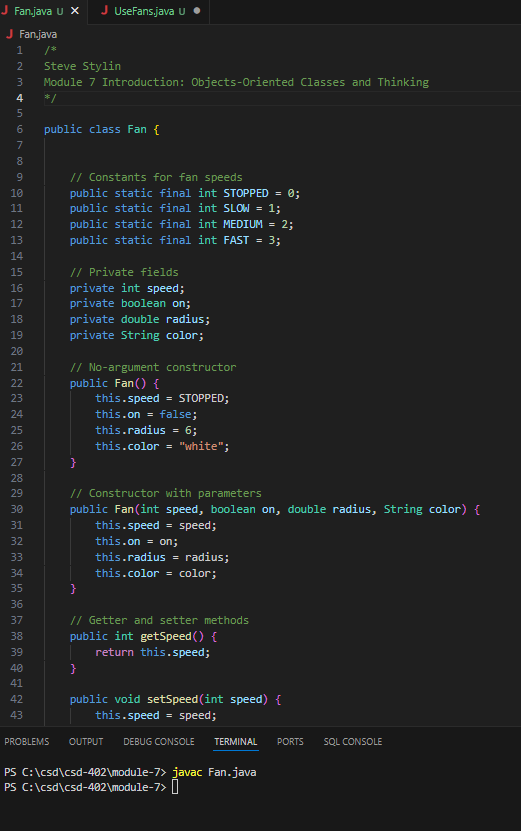 J Fan.java U ✕ J UseFans.java U ●
J Fan.java
1 /*
2 Steve Stylin
3 Module 7 Introduction: Objects-Oriented Classes and Thinking
4 */
5
6 public class Fan {
7
8
9     // Constants for fan speeds
10     public static final int STOPPED = 0;
11     public static final int SLOW = 1;
12     public static final int MEDIUM = 2;
13     public static final int FAST = 3;
14
15     // Private fields
16     private int speed;
17     private boolean on;
18     private double radius;
19     private String color;
20
21     // No-argument constructor
22     public Fan() {
23         this.speed = STOPPED;
24         this.on = false;
25         this.radius = 6;
26         this.color = "white";
27     }
28
29     // Constructor with parameters
30     public Fan(int speed, boolean on, double radius, String color) {
31         this.speed = speed;
32         this.on = on;
33         this.radius = radius;
34         this.color = color;
35     }
36
37     // Getter and setter methods
38     public int getSpeed() {
39         return this.speed;
40     }
41
42     public void setSpeed(int speed) {
43         this.speed = speed;
PROBLEMS OUTPUT DEBUG CONSOLE TERMINAL PORTS SQL CONSOLE
PS C:\csd\csd-402\module-7> javac Fan.java
PS C:\csd\csd-402\module-7>